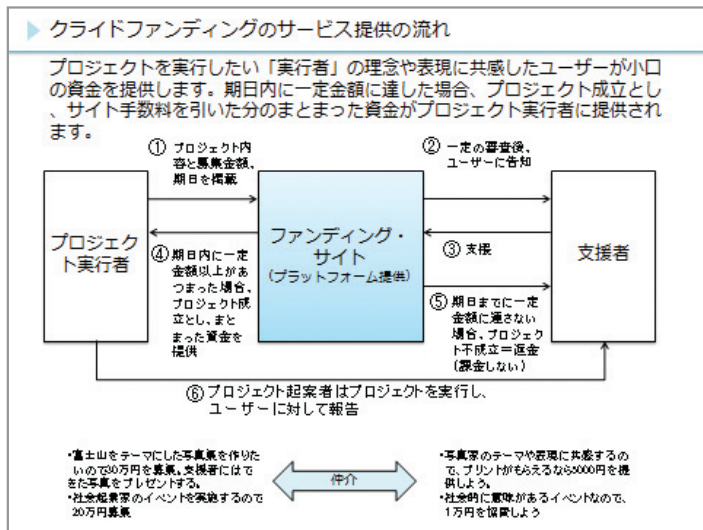 クライドファンディングのサービス提供の流れ
プロジェクトを実行したい「実行者」の理念や表現に共感したユーザーが小口
の資金を提供します。期日内に一定金額に達した場合、プロジェクト成立とし
、サイト手数料を引いた分のまとまった資金がプロジェクト実行者に提供され
ます。
① プロジェクト内
容と募集金額、
期日を掲載
② 一定の審査後、
ユーザーに告知
プロジェク
ト実行者
ファンディング・
サイト
(プラットフォーム提供)
支援者
③ 支援
④ 期日内に一定
金額以上があ
つまった場合、
プロジェクト成
立とし、まと
まった資金を
提供
⑤ 期日までに一定
金額に達さない
場合、プロジェク
ト不成立=返金
(課金しない)
⑥ プロジェクト起案者はプロジェクトを実行し、
ユーザーに対して報告
・富士山をテーマにした写真集を作りた
いので30万円を募集。支援者にはで
きた写真をプレゼントする。
・社会起業家のイベントを実施するので
20万円募集
仲介
・写真家のテーマや表現に共感するの
で、プリントがもらえるなら5000円を提
供しよう。
・社会的に意味があるイベントなので、
1万円を協賛しよう